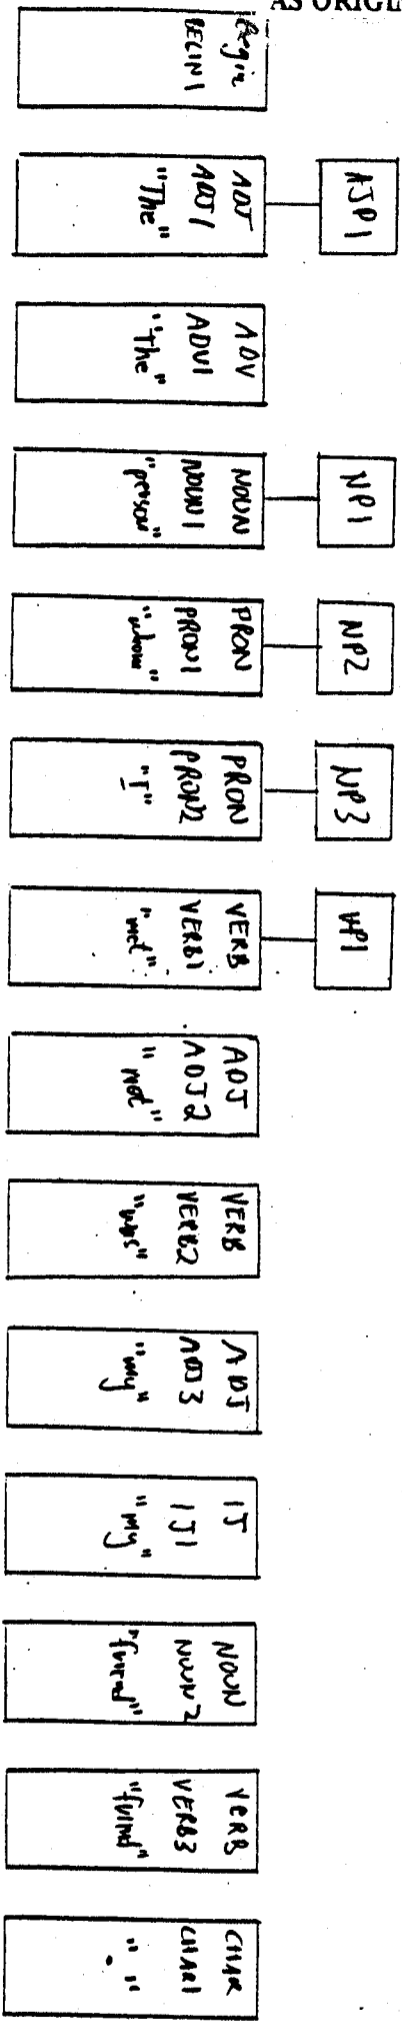 AS ORIGI
Begin
BEGIN1
ADJ
ADJ1
"The"
AJP1
ADV
ADV1
"The"
NOUN
NOUN1
"person"
NP1
PRON
PRON1
"whom"
NP2
PRON
PRON2
"I"
NP3
VERB
VERB1
"met"
VP1
ADJ
ADJ2
"met"
VERB
VERB2
"was"
ADJ
ADJ3
"my"
IJ
IJ1
"my"
NOUN
NOUN2
"friend"
VERB
VERB3
"friend"
CHAR
CHAR1
"."